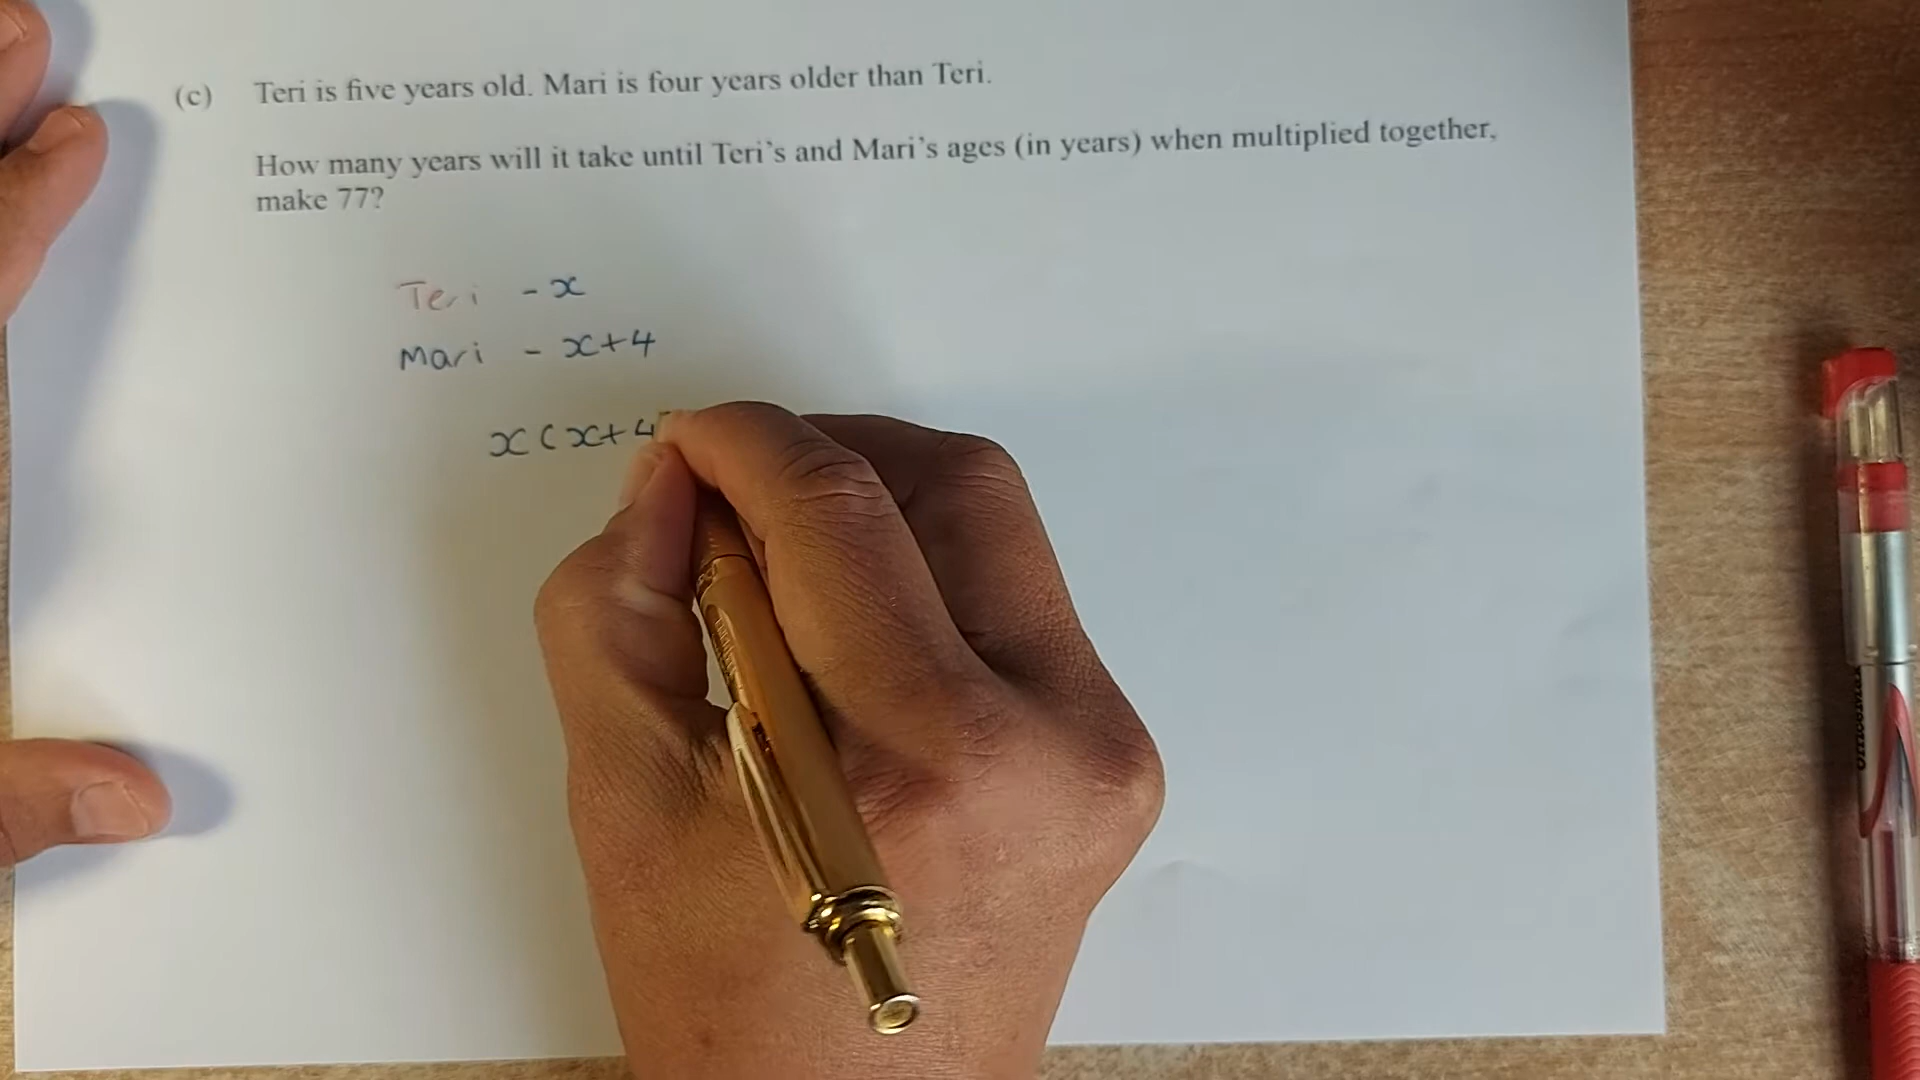 (c) Teri is five years old. Mari is four years older than Teri.
How many years will it take until Teri's and Mari's ages (in years) when multiplied together,
make 77?
Teri - x
Mari - x+4
x(x+4